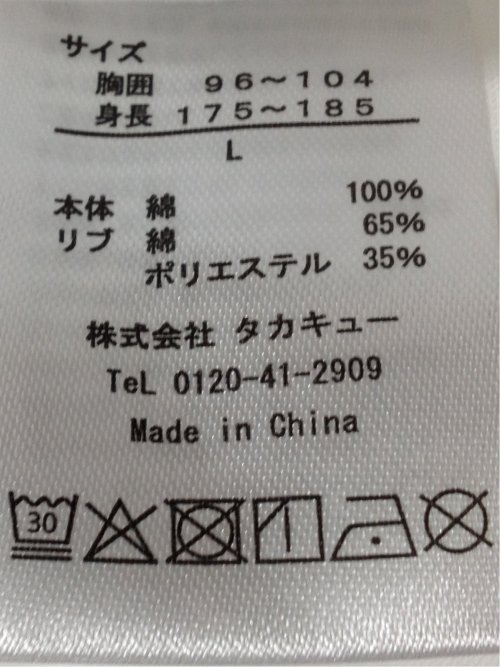 サイズ
胸囲 96～104
身長 175～185
L
本体 綿 100%
リブ 綿 65%
ポリエステル 35%
株式会社 タカキュー
TeL 0120-41-2909
Made in China
30